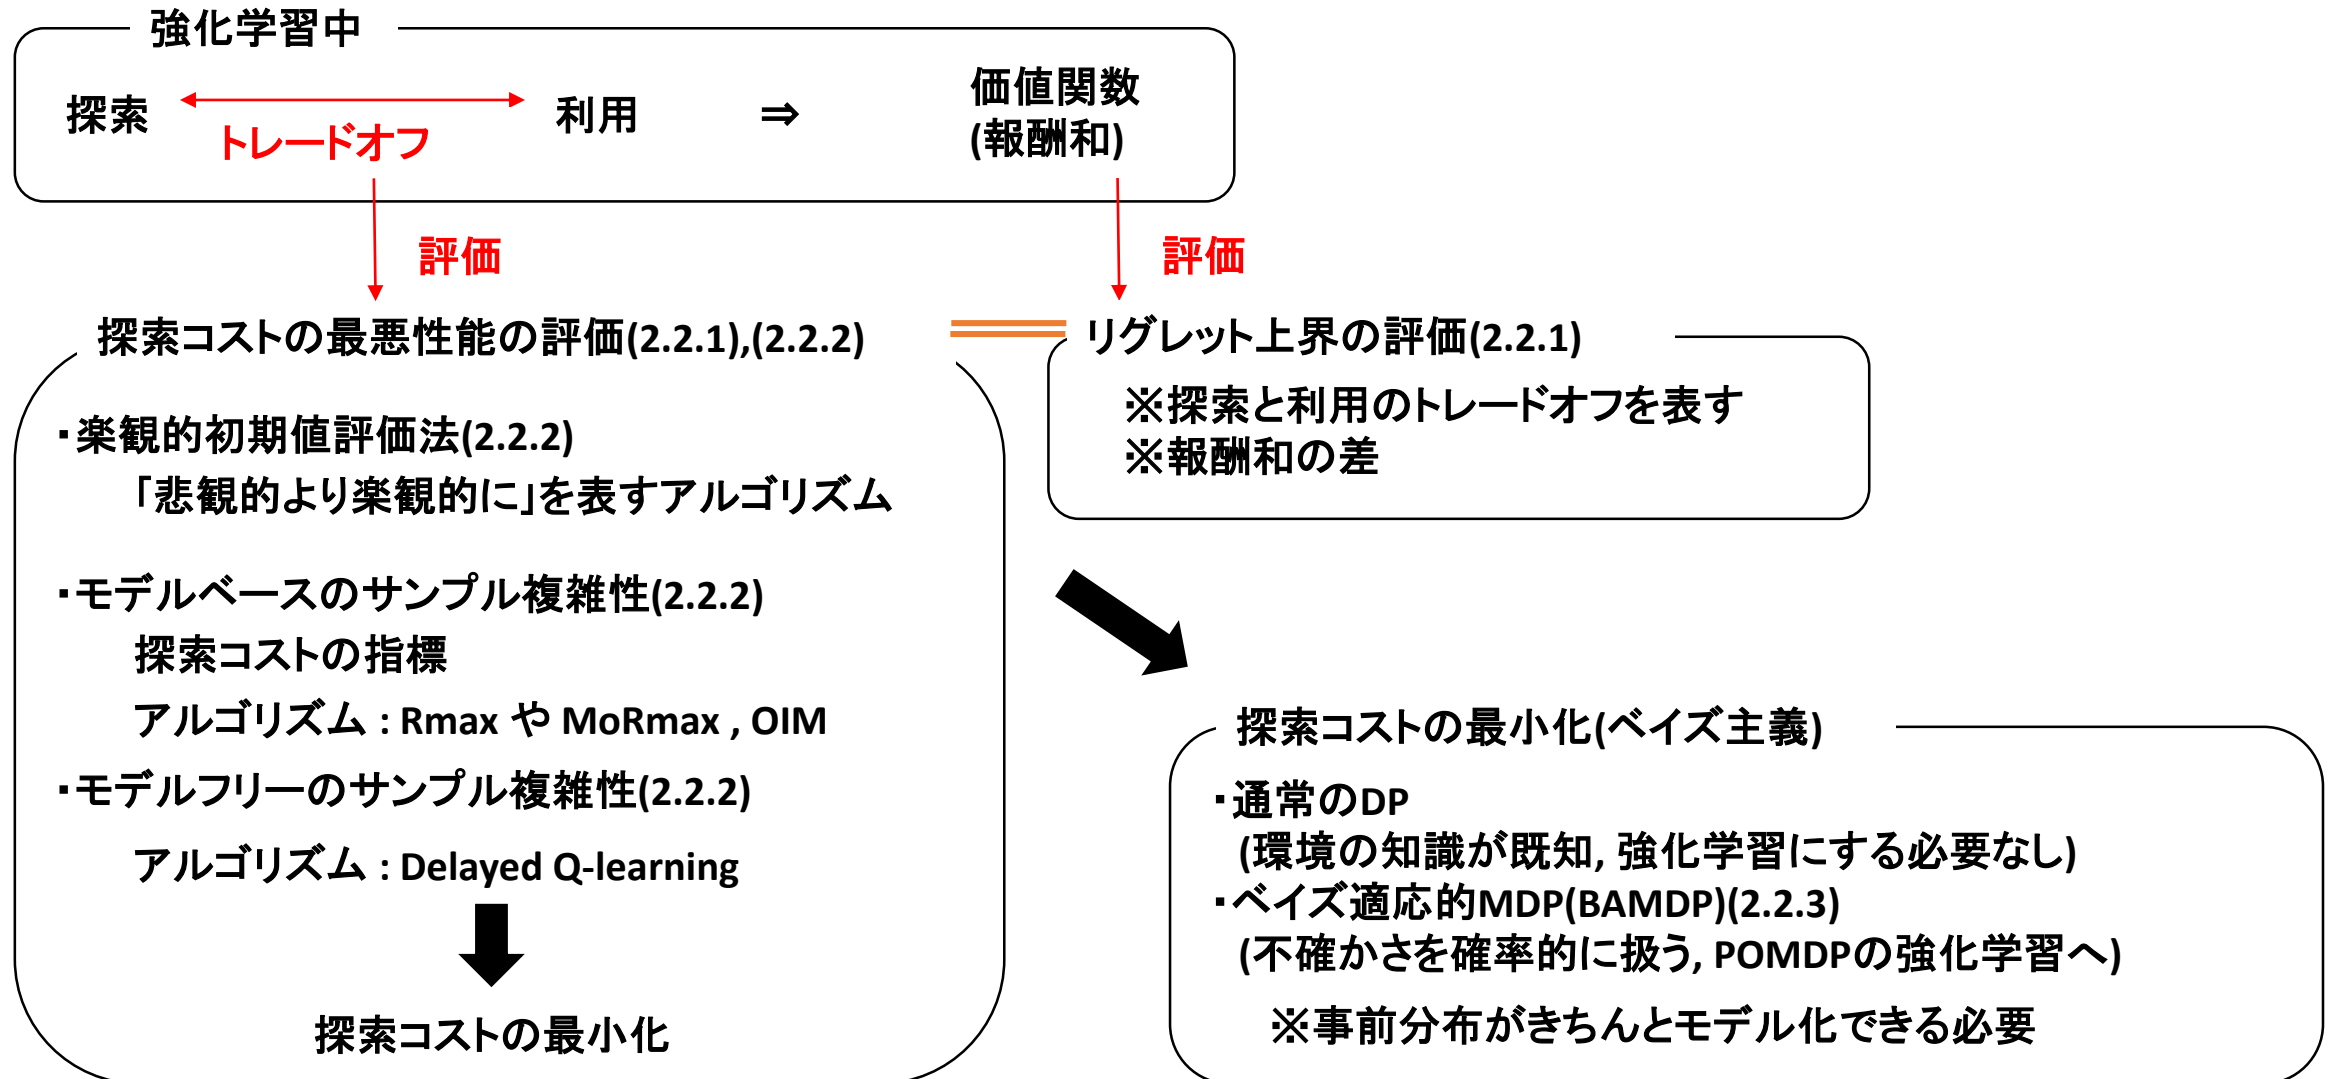 強化学習中
探索
トレードオフ
利用
⇒
価値関数
(報酬和)
評価
評価
探索コストの最悪性能の評価(2.2.1),(2.2.2)
・楽観的初期値評価法(2.2.2)
「悲観的より楽観的に」を表すアルゴリズム
・モデルベースのサンプル複雑性(2.2.2)
探索コストの指標
アルゴリズム : Rmax や MoRmax , OIM
・モデルフリーのサンプル複雑性(2.2.2)
アルゴリズム : Delayed Q-learning
探索コストの最小化
リグレット上界の評価(2.2.1)
※探索と利用のトレードオフを表す
※報酬和の差
探索コストの最小化(ベイズ主義)
・通常のDP
(環境の知識が既知, 強化学習にする必要なし)
・ベイズ適応的MDP(BAMDP)(2.2.3)
(不確かさを確率的に扱う, POMDPの強化学習へ)
※事前分布がきちんとモデル化できる必要